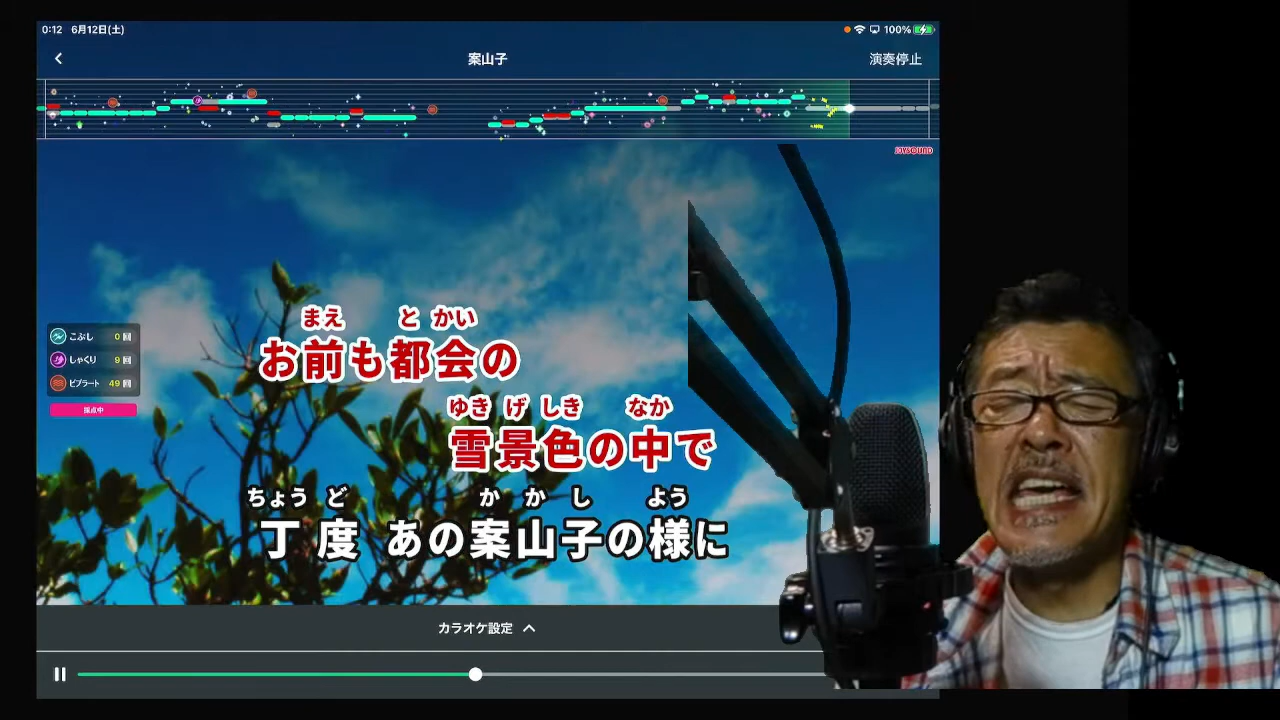 0:12 6月12日(土)
100%
案山子
演奏停止
JOYSOUND
こぶし 0回
しゃくり 9回
ビブラート 49回
採点中
まえ と かい
お前も都会の
ゆき げ しき なか
雪景色の中で
ちょう ど か か し よう
丁度 あの案山子の様に
カラオケ設定